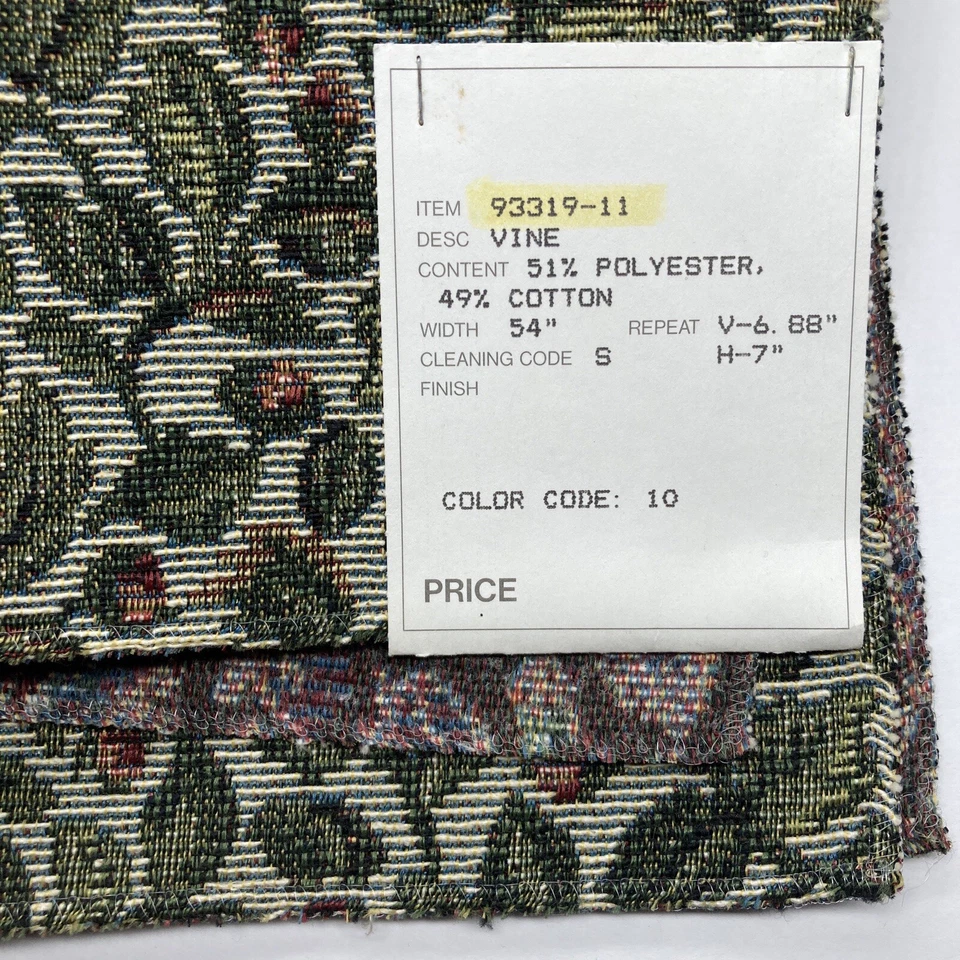 ITEM 93319-11
DESC VINE
CONTENT 51% POLYESTER,
49% COTTON
WIDTH 54" REPEAT V-6.88"
CLEANING CODE S H-7"
FINISH
COLOR CODE: 10
PRICE